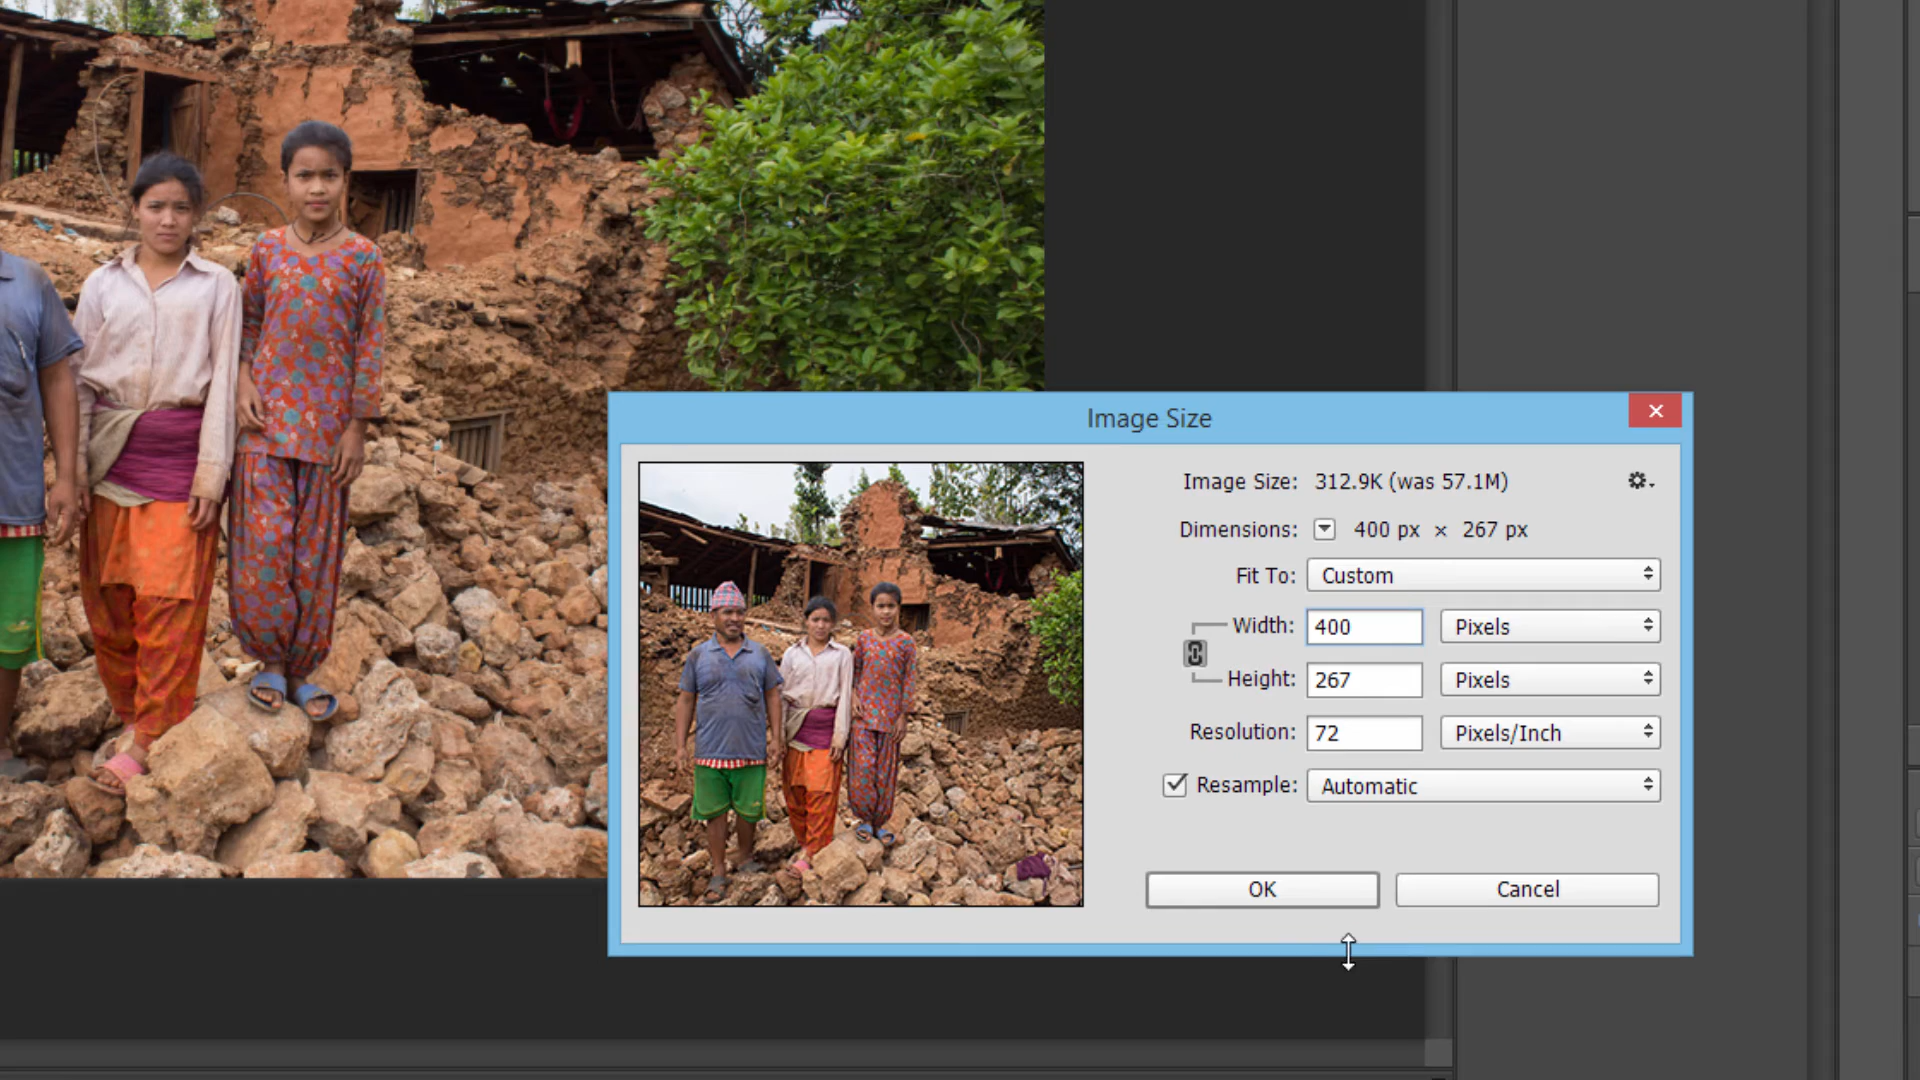 Image Size
Image Size: 312.9K (was 57.1M)
Dimensions: 400 px × 267 px
Fit To: Custom
Width: 400 Pixels
Height: 267 Pixels
Resolution: 72 Pixels/Inch
Resample: Automatic
OK Cancel